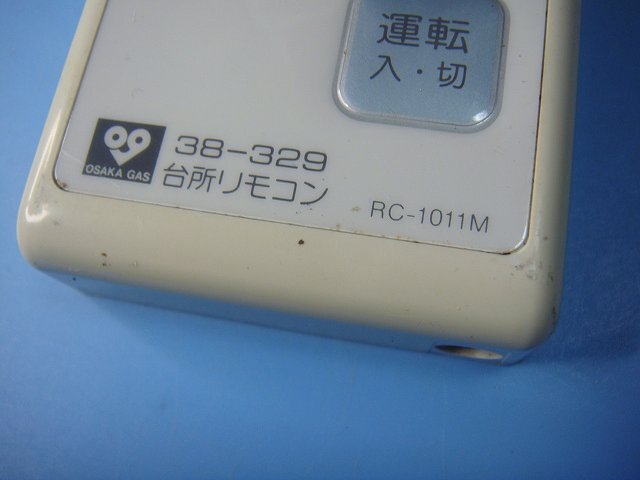 運転
入・切
38-329
OSAKA GAS
台所リモコン
RC-1011M